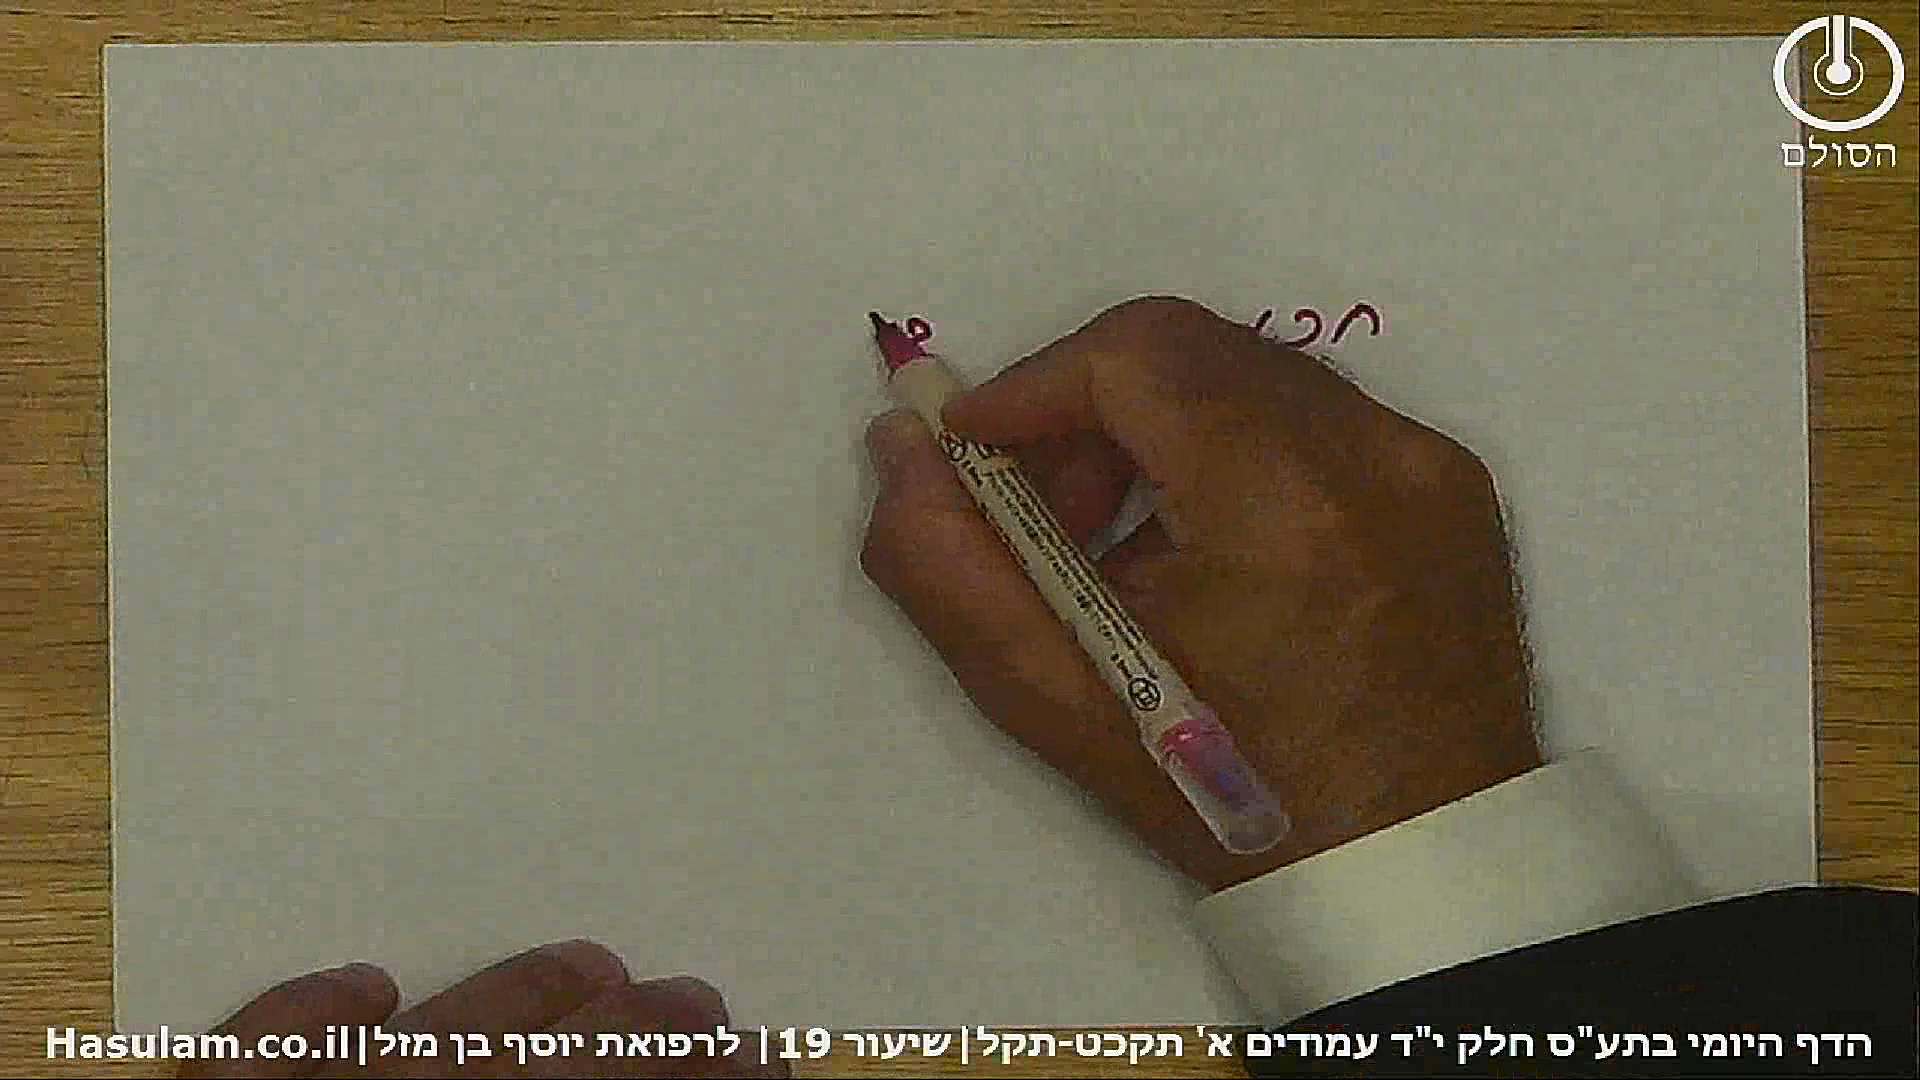 הסולם
הדף היומי בתע"ס חלק י"ד עמודים א' תקכט-תקל|שיעור 19| לרפואת יוסף בן מזל|Hasulam.co.il